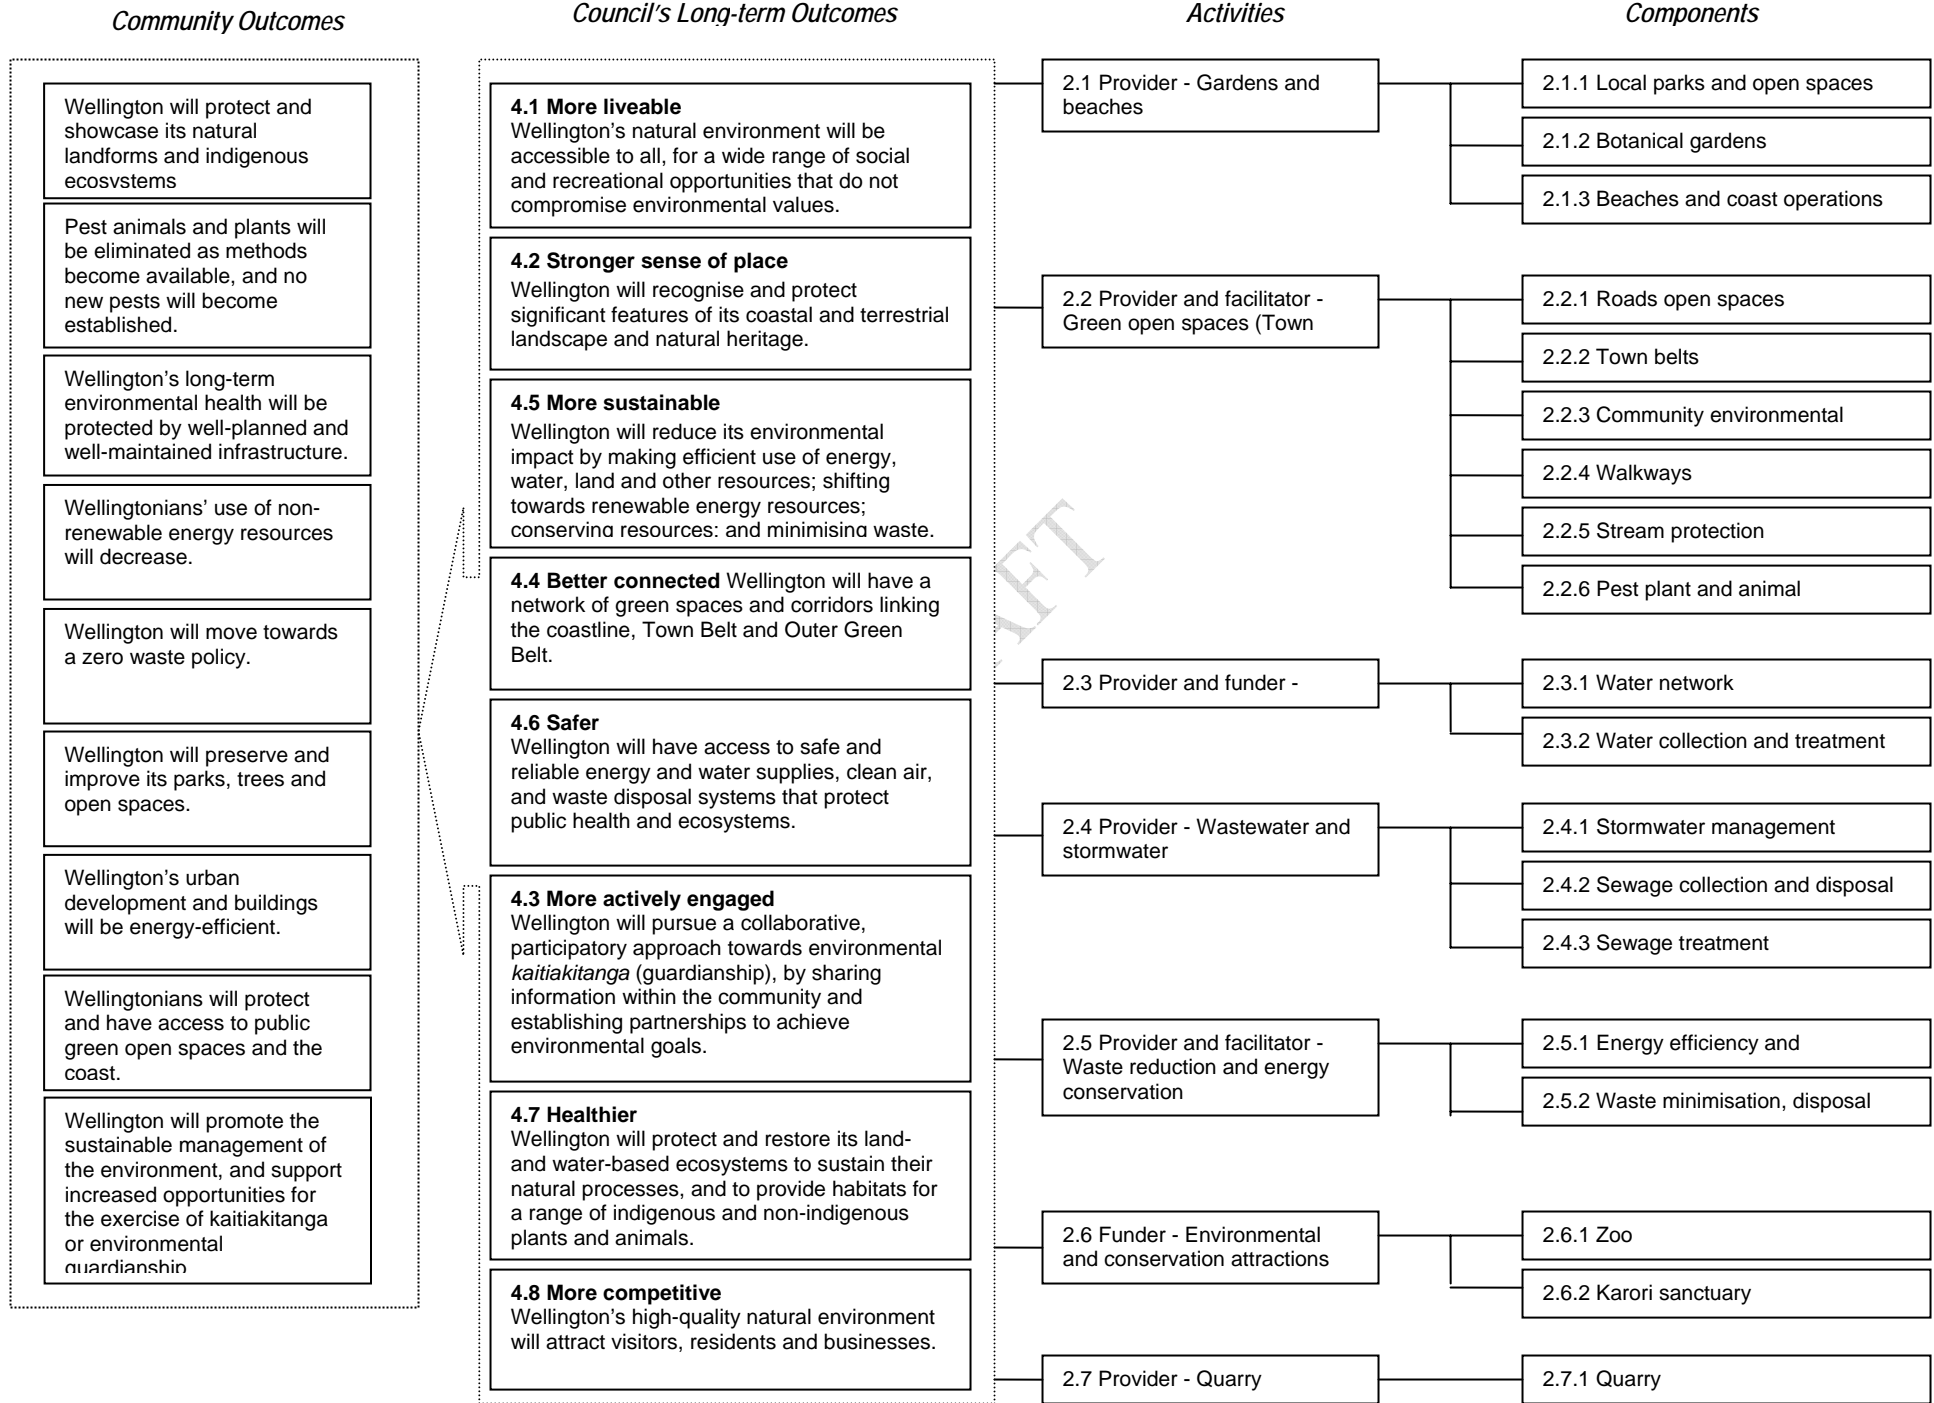 Community Outcomes
Council's Long-term Outcomes
Activities
Components
Wellington will protect and
showcase its natural
landforms and indigenous
ecosystems
Pest animals and plants will
be eliminated as methods
become available, and no
new pests will become
established.
Wellington's long-term
environmental health will be
protected by well-planned and
well-maintained infrastructure.
Wellingtonians' use of non-
renewable energy resources
will decrease.
Wellington will move towards
a zero waste policy.
Wellington will preserve and
improve its parks, trees and
open spaces.
Wellington's urban
development and buildings
will be energy-efficient.
Wellingtonians will protect
and have access to public
green open spaces and the
coast.
Wellington will promote the
sustainable management of
the environment, and support
increased opportunities for
the exercise of kaitiakitanga
or environmental
guardianship
4.1 More liveable
Wellington's natural environment will be
accessible to all, for a wide range of social
and recreational opportunities that do not
compromise environmental values.
4.2 Stronger sense of place
Wellington will recognise and protect
significant features of its coastal and terrestrial
landscape and natural heritage.
4.5 More sustainable
Wellington will reduce its environmental
impact by making efficient use of energy,
water, land and other resources; shifting
towards renewable energy resources;
conserving resources; and minimising waste.
4.4 Better connected Wellington will have a
network of green spaces and corridors linking
the coastline, Town Belt and Outer Green
Belt.
4.6 Safer
Wellington will have access to safe and
reliable energy and water supplies, clean air,
and waste disposal systems that protect
public health and ecosystems.
4.3 More actively engaged
Wellington will pursue a collaborative,
participatory approach towards environmental
kaitiakitanga (guardianship), by sharing
information within the community and
establishing partnerships to achieve
environmental goals.
4.7 Healthier
Wellington will protect and restore its land-
and water-based ecosystems to sustain their
natural processes, and to provide habitats for
a range of indigenous and non-indigenous
plants and animals.
4.8 More competitive
Wellington's high-quality natural environment
will attract visitors, residents and businesses.
AFT
2.1 Provider - Gardens and
beaches
2.2 Provider and facilitator -
Green open spaces (Town
2.3 Provider and funder -
2.4 Provider - Wastewater and
stormwater
2.5 Provider and facilitator -
Waste reduction and energy
conservation
2.6 Funder - Environmental
and conservation attractions
2.7 Provider - Quarry
2.1.1 Local parks and open spaces
2.1.2 Botanical gardens
2.1.3 Beaches and coast operations
2.2.1 Roads open spaces
2.2.2 Town belts
2.2.3 Community environmental
2.2.4 Walkways
2.2.5 Stream protection
2.2.6 Pest plant and animal
2.3.1 Water network
2.3.2 Water collection and treatment
2.4.1 Stormwater management
2.4.2 Sewage collection and disposal
2.4.3 Sewage treatment
2.5.1 Energy efficiency and
2.5.2 Waste minimisation, disposal
2.6.1 Zoo
2.6.2 Karori sanctuary
2.7.1 Quarry